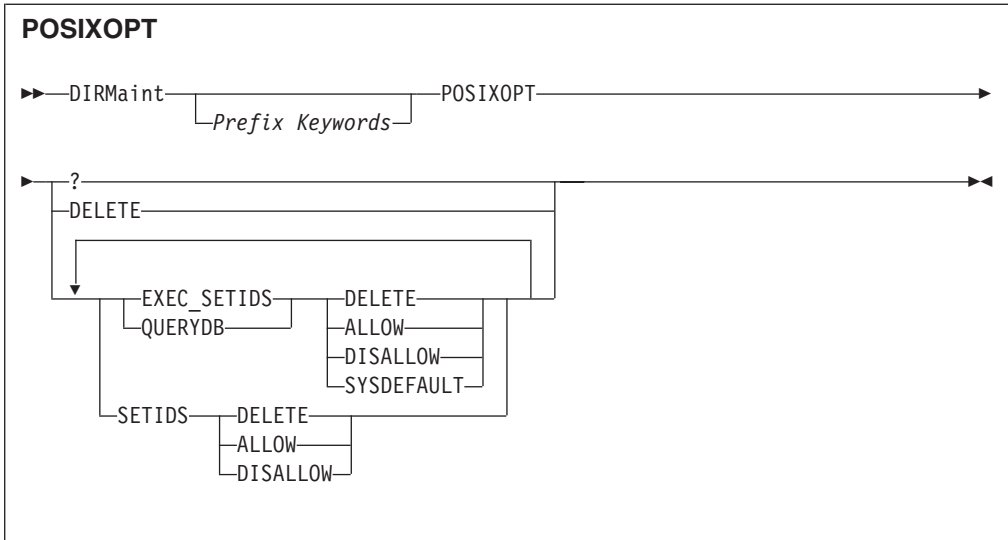 POSIXOPT
DIRMaint POSIXOPT
Prefix Keywords
?
DELETE
EXEC_SETIDS DELETE
QUERYDB ALLOW
DISALLOW
SYSDEFAULT
SETIDS DELETE
ALLOW
DISALLOW